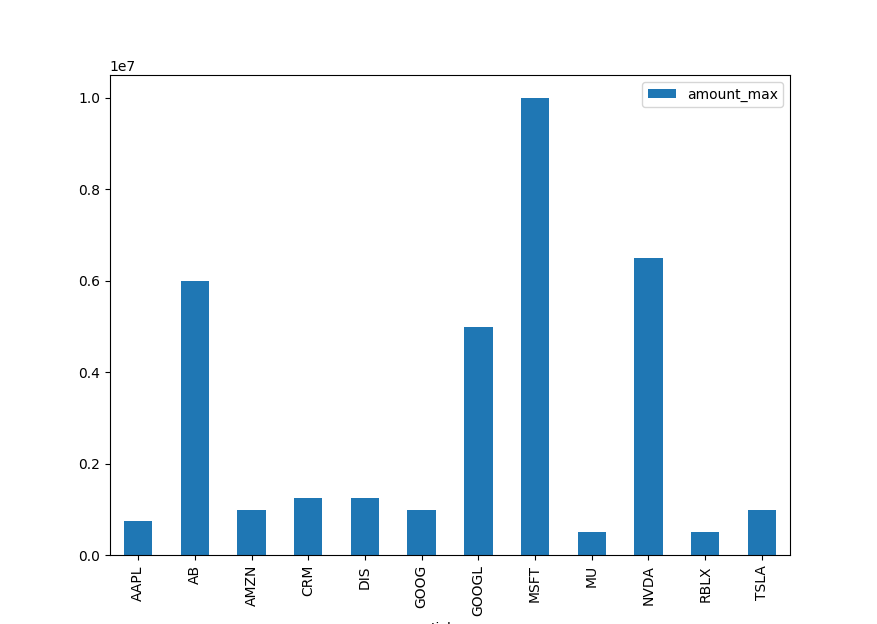 1e7
amount_max
1.0
0.8
0.6
0.4
0.2
0.0
AAPL
AB
AMZN
CRM
DIS
GOOG
GOOGL
MSFT
MU
NVDA
RBLX
TSLA